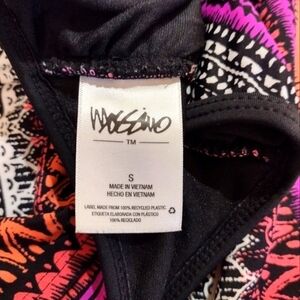 Mossimo
TM
S
MADE IN VIETNAM
HECHO EN VIETNAM
LABEL MADE FROM 100% RECYCLED PLASTIC
ETIQUETA ELABORADA CON PLÁSTICO
100% RECICLADO